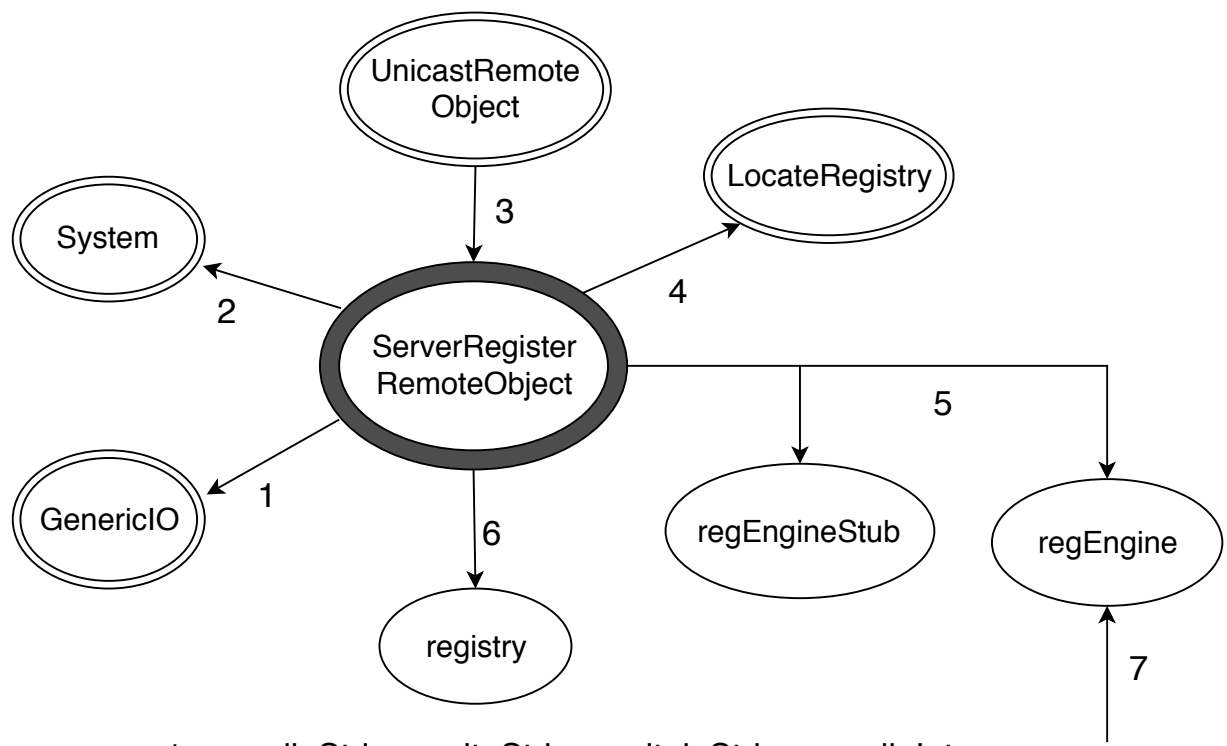 UnicastRemote
Object
LocateRegistry
3
System
4
2
ServerRegister
RemoteObject
5
1
GenericIO
6
regEngineStub
regEngine
registry
7